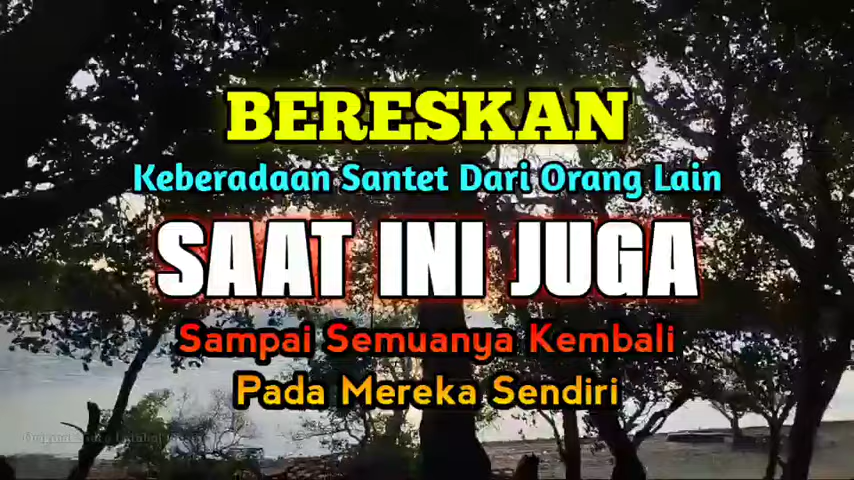 BERESKAN
Keberadaan Santet Dari Orang Lain
SAAT INI JUGA
Sampai Semuanya Kembali
Pada Mereka Sendiri